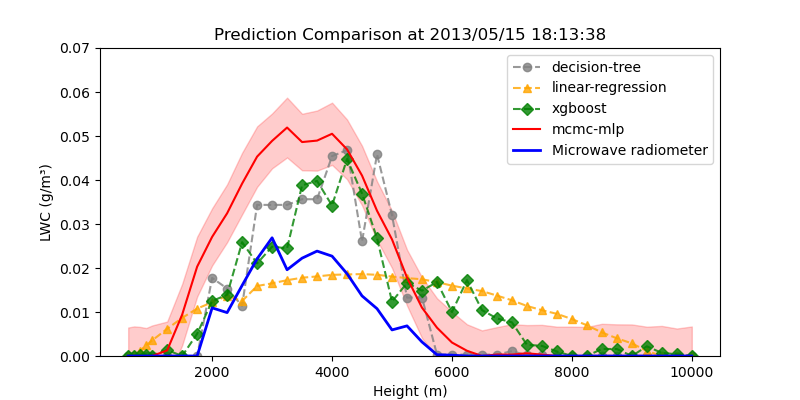 Prediction Comparison at 2013/05/15 18:13:38
0.07
0.06
0.05
0.04
0.03
0.02
0.01
0.00
LWC (g/m³)
decision-tree
linear-regression
xgboost
mcmc-mlp
Microwave radiometer
2000
4000
6000
8000
10000
Height (m)